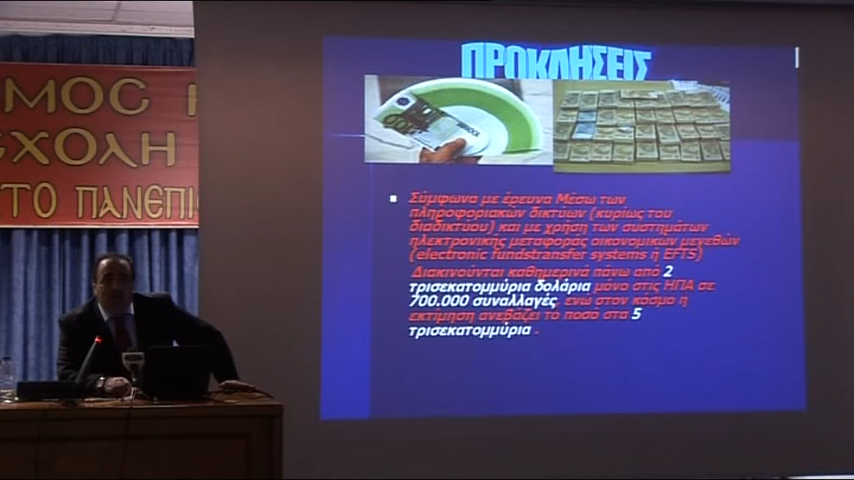 ΠΡΟΚΛΗΣΕΙΣ
ΜΟΣ
ΣΧΟΛΗ
ΣΤΟ ΠΑΝΕΠΙ
Σύμφωνα με έρευνα Μέσω των
πληροφοριακών δικτύων (κυρίως του
διαδικτύου) και με χρήση των συστημάτων
ηλεκτρονικής μεταφοράς οικονομικών μεγεθών
(electronic fundstransfer systems ή EFTS)
Διακινούνται καθημερινά πάνω από 2
τρισεκατομμύρια δολάρια μόνο στις ΗΠΑ σε
700.000 συναλλαγές, ενώ στον κόσμο η
εκτίμηση ανεβάζει το ποσό στα 5
τρισεκατομμύρια .